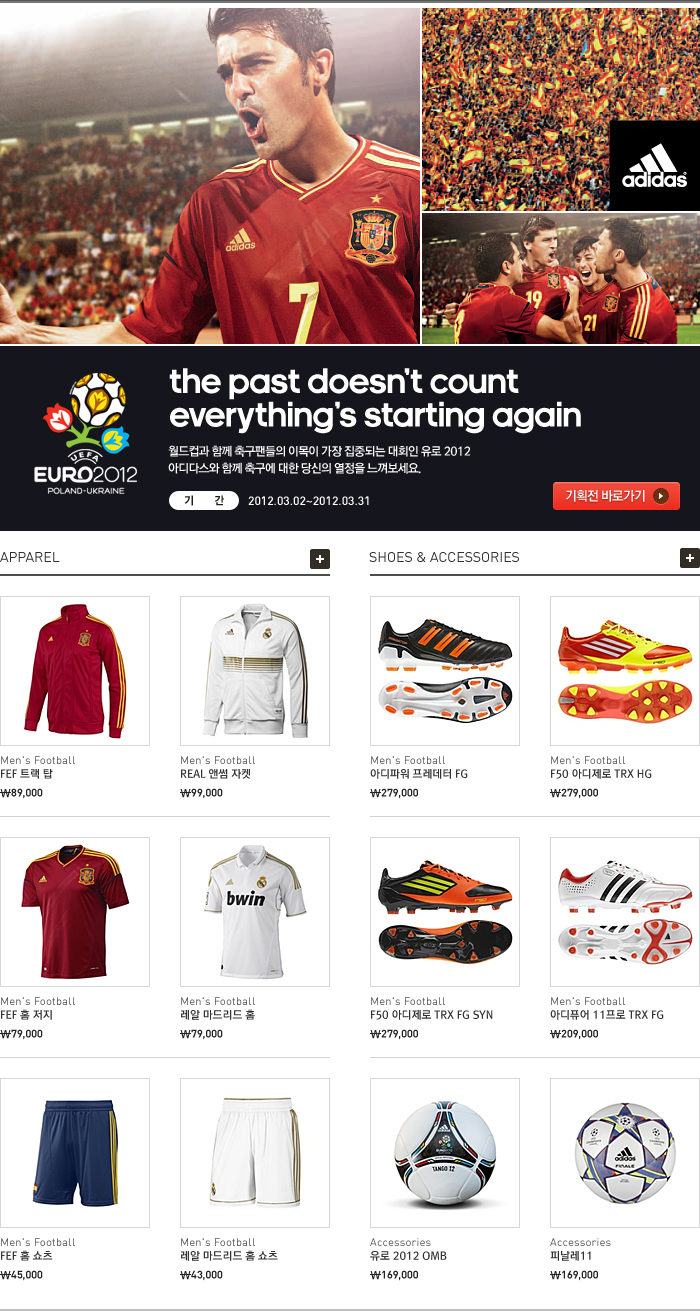 adidas
7
adidas
19
21
the past doesn't count
everything's starting again
월드컵과 함께 축구팬들의 이목이 가장 집중되는 대회인 유로 2012
아디다스와 함께 축구에 대한 당신의 열정을 느껴보세요.
UEFA
EURO2012
POLAND-UKRAINE
기 간 2012.03.02~2012.03.31
기획전 바로가기
APPAREL
SHOES & ACCESSORIES
Men's Football
FEF 트랙 탑
₩89,000
Men's Football
REAL 앤썸 자켓
₩99,000
Men's Football
아디파워 프레데터 FG
₩279,000
Men's Football
F50 아디제로 TRX HG
₩279,000
bwin
Men's Football
FEF 홈 저지
₩79,000
Men's Football
레알 마드리드 홈
₩79,000
Men's Football
F50 아디제로 TRX FG SYN
₩279,000
Men's Football
아디퓨어 11프로 TRX FG
₩209,000
adidas
TANGO 12
adidas
FINALE
Men's Football
FEF 홈 쇼츠
₩45,000
Men's Football
레알 마드리드 홈 쇼츠
₩43,000
Accessories
유로 2012 OMB
₩169,000
Accessories
피날레11
₩169,000